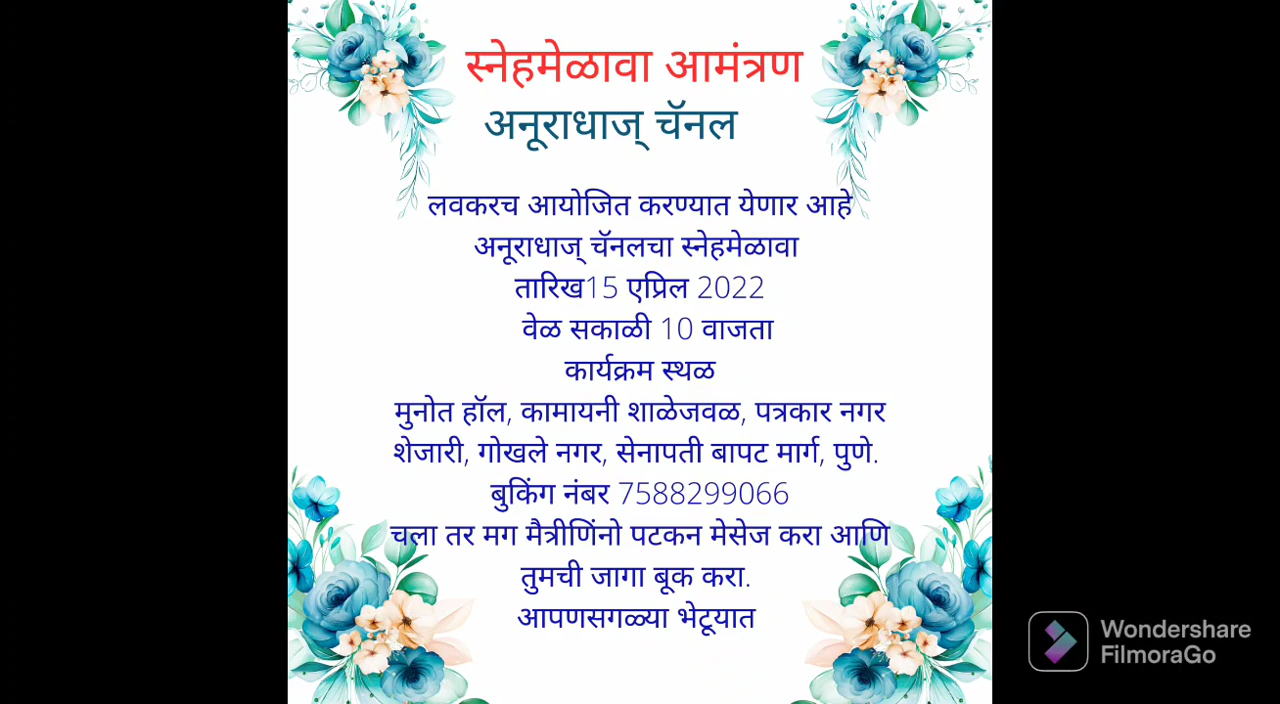 स्नेहमेळावा आमंत्रण
अनूराधाज् चॅनल
लवकरच आयोजित करण्यात येणार आहे
अनूराधाज् चॅनलचा स्नेहमेळावा
तारिख15 एप्रिल 2022
वेळ सकाळी 10 वाजता
कार्यक्रम स्थळ
मुनोत हॉल, कामायनी शाळेजवळ, पत्रकार नगर
शेजारी, गोखले नगर, सेनापती बापट मार्ग, पुणे.
बुकिंग नंबर 7588299066
चला तर मग मैत्रीणिंनो पटकन मेसेज करा आणि
तुमची जागा बूक करा.
आपणसगळ्या भेटूयात
Wondershare
FilmoraGo